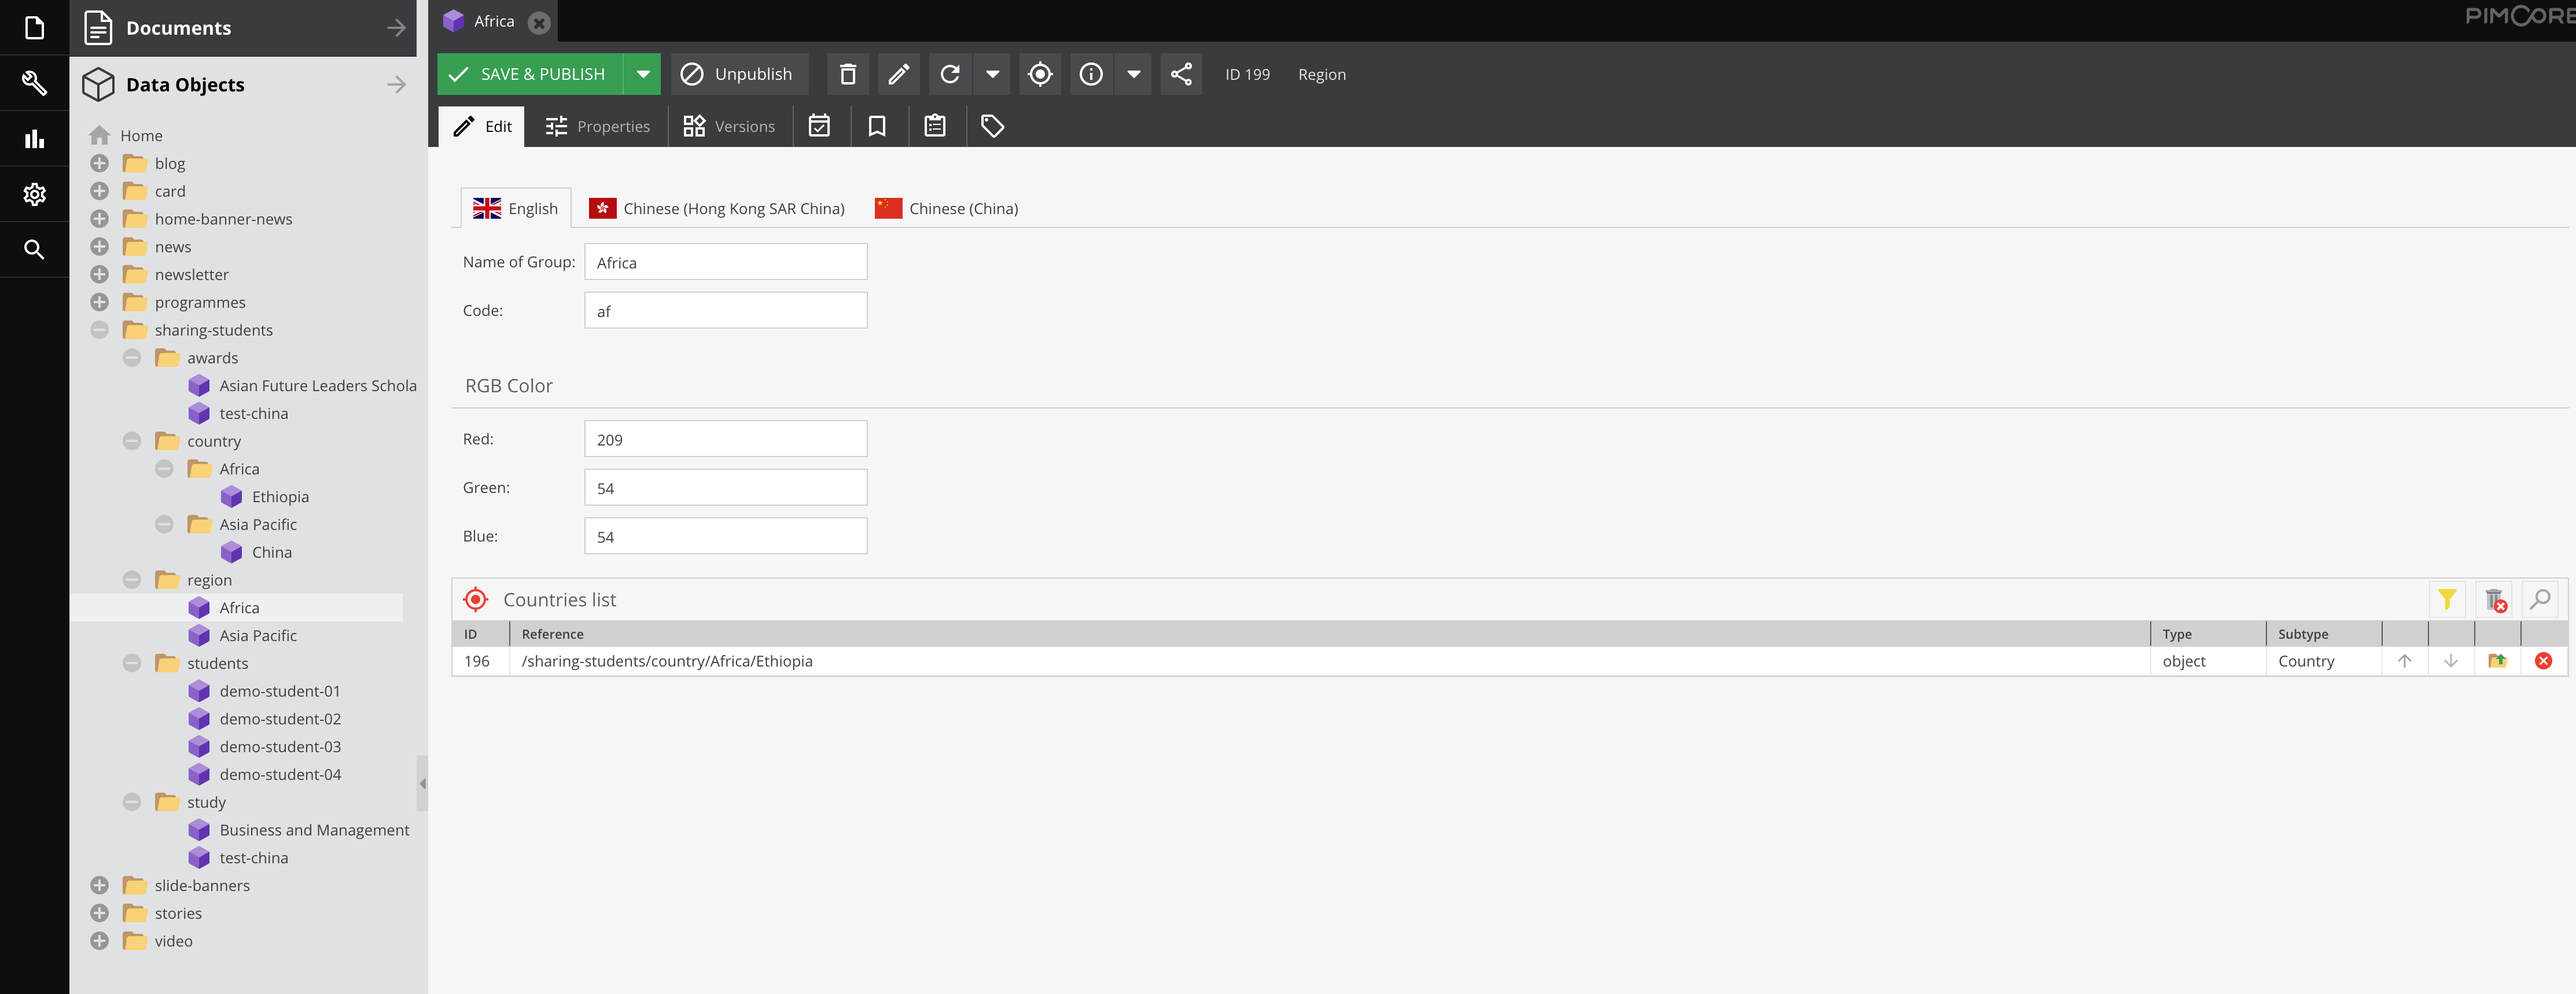 Documents
Data Objects
Home
blog
card
home-banner-news
news
newsletter
programmes
sharing-students
awards
Asian Future Leaders Schola
test-china
country
Africa
Ethiopia
Asia Pacific
China
region
Africa
Asia Pacific
students
demo-student-01
demo-student-02
demo-student-03
demo-student-04
study
Business and Management
test-china
slide-banners
stories
video
Africa
PIMCORE
SAVE & PUBLISH
Unpublish
ID 199
Region
Edit
Properties
Versions
English
Chinese (Hong Kong SAR China)
Chinese (China)
Name of Group: Africa
Code: af
RGB Color
Red: 209
Green: 54
Blue: 54
Countries list
ID Reference Type Subtype
196 /sharing-students/country/Africa/Ethiopia object Country